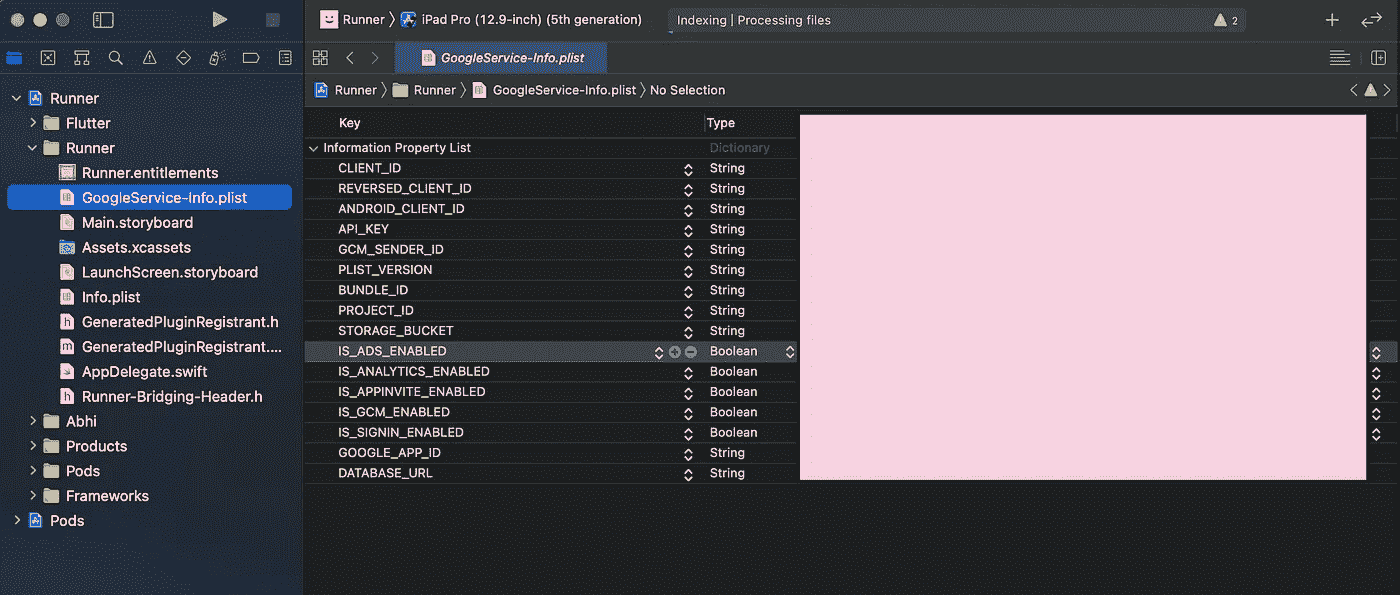 Runner
iPad Pro (12.9-inch) (5th generation)
Indexing | Processing files
2
GoogleService-Info.plist
Runner
Runner
GoogleService-Info.plist
No Selection
Runner
Flutter
Runner
Runner.entitlements
GoogleService-Info.plist
Main.storyboard
Assets.xcassets
LaunchScreen.storyboard
Info.plist
GeneratedPluginRegistrant.h
GeneratedPluginRegistrant....
AppDelegate.swift
Runner-Bridging-Header.h
Abhi
Products
Pods
Frameworks
Pods
Key Type
Information Property List Dictionary
CLIENT_ID String
REVERSED_CLIENT_ID String
ANDROID_CLIENT_ID String
API_KEY String
GCM_SENDER_ID String
PLIST_VERSION String
BUNDLE_ID String
PROJECT_ID String
STORAGE_BUCKET String
IS_ADS_ENABLED Boolean
IS_ANALYTICS_ENABLED Boolean
IS_APPINVITE_ENABLED Boolean
IS_GCM_ENABLED Boolean
IS_SIGNIN_ENABLED Boolean
GOOGLE_APP_ID String
DATABASE_URL String